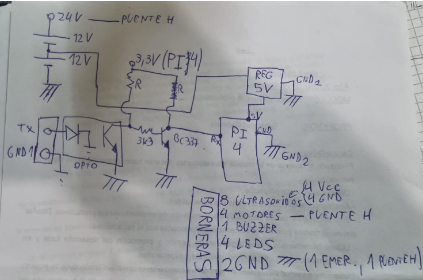 24V — PUENTE H
12V
12V
3,3V (PI 4)
REG
5V
GND1
R
R
5V
TX
GND1
OPTO
3K3
BC337
RX
PI
4
GND
GND2
BORNERAS
8 ULTRASONIDOS 4 VCC
4 GND
4 MOTORES — PUENTE H
1 BUZZER
4 LEDS
2 GND (1 EMER., 1 PUENTEH)